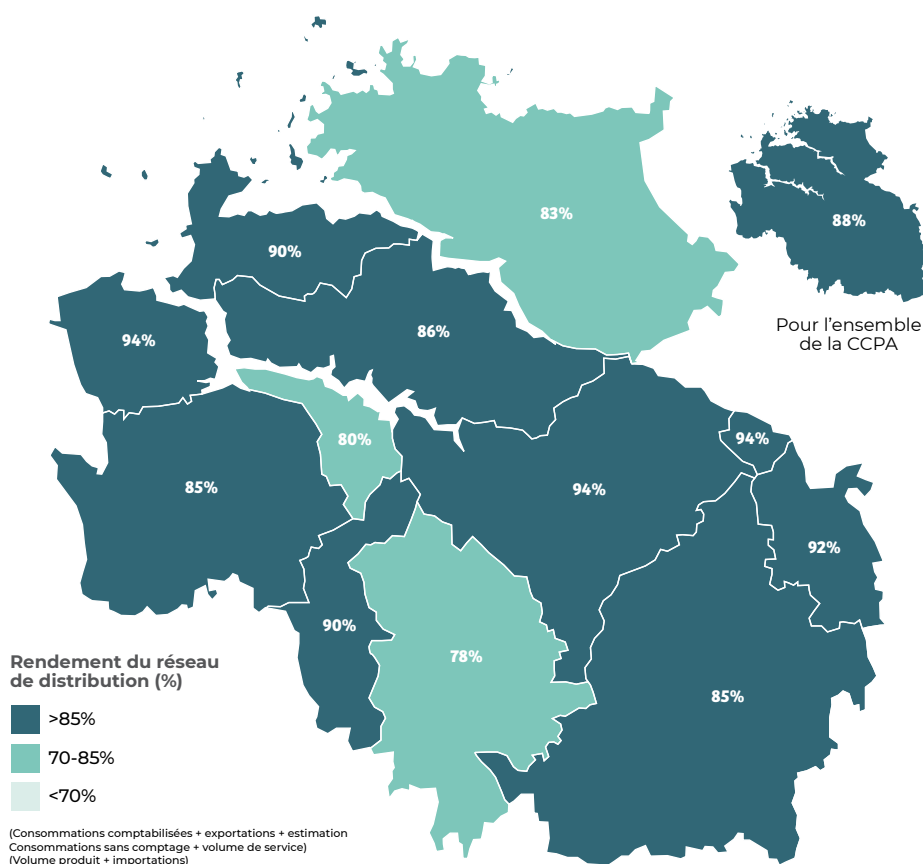 83%
88%
90%
Pour l'ensemble
de la CCPA
86%
94%
80%
94%
85%
94%
92%
90%
78%
85%
Rendement du réseau
de distribution (%)
>85%
70-85%
<70%
(Consommations comptabilisées + exportations + estimation
Consommations sans comptage + volume de service)
(Volume produit + importations)